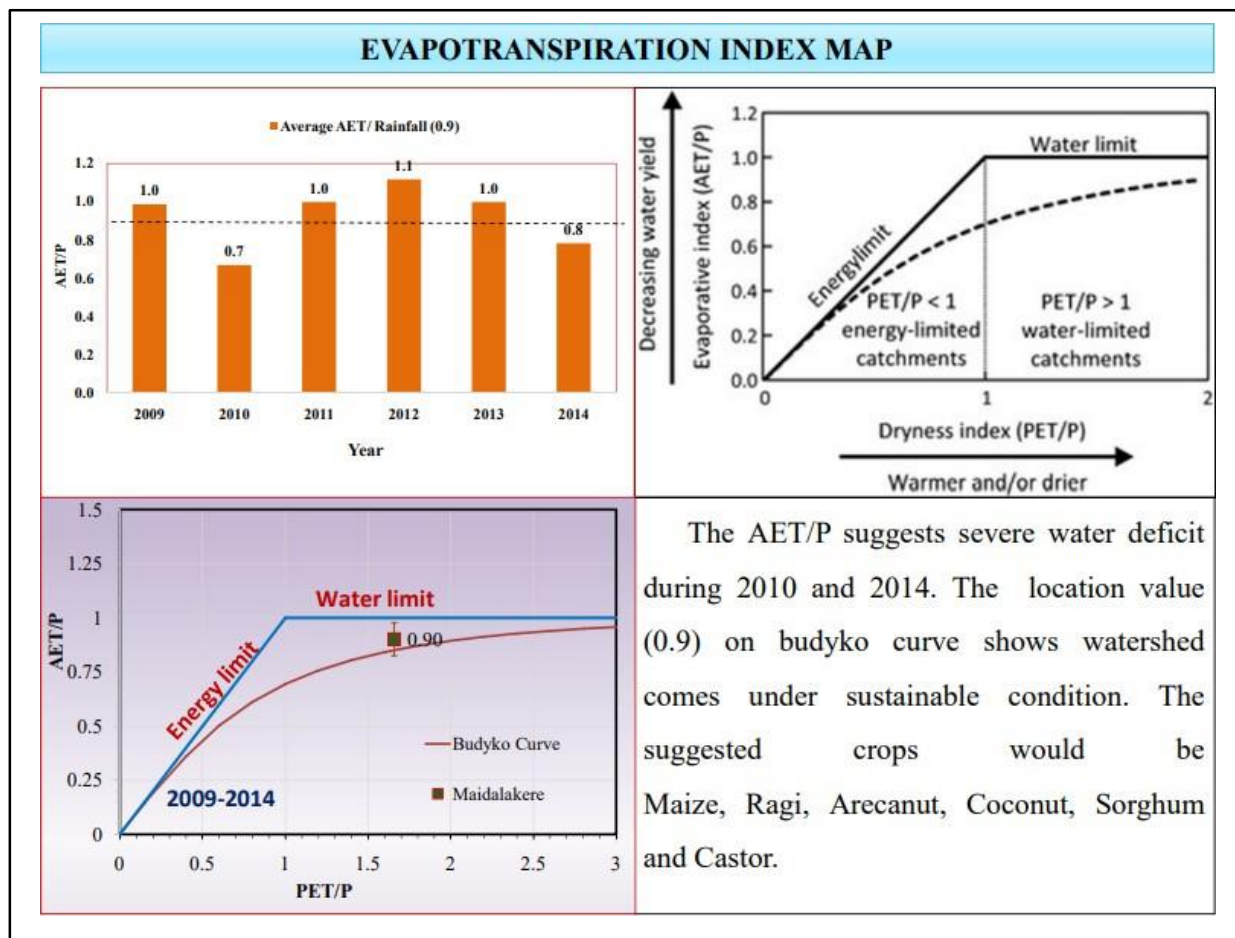 EVAPOTRANSPIRATION INDEX MAP
Average AET/ Rainfall (0.9)
AET/P
1.2
1.0
0.8
0.6
0.4
0.2
0.0
1.0
0.7
1.0
1.1
1.0
0.8
2009
2010
2011
2012
2013
2014
Year
Decreasing water yield
Evaporative index (AET/P)
1.2
1.0
0.8
0.6
0.4
0.2
0.0
Water limit
Energylimit
PET/P < 1
energy-limited
catchments
PET/P > 1
water-limited
catchments
0
1
2
Dryness index (PET/P)
Warmer and/or drier
AET/P
1.5
1.25
1
0.75
0.5
0.25
0
Water limit
Energy limit
0.90
Budyko Curve
Maidalakere
2009-2014
0
0.5
1
1.5
2
2.5
3
PET/P
The AET/P suggests severe water deficit
during 2010 and 2014. The location value
(0.9) on budyko curve shows watershed
comes under sustainable condition. The
suggested crops would be
Maize, Ragi, Arecanut, Coconut, Sorghum
and Castor.